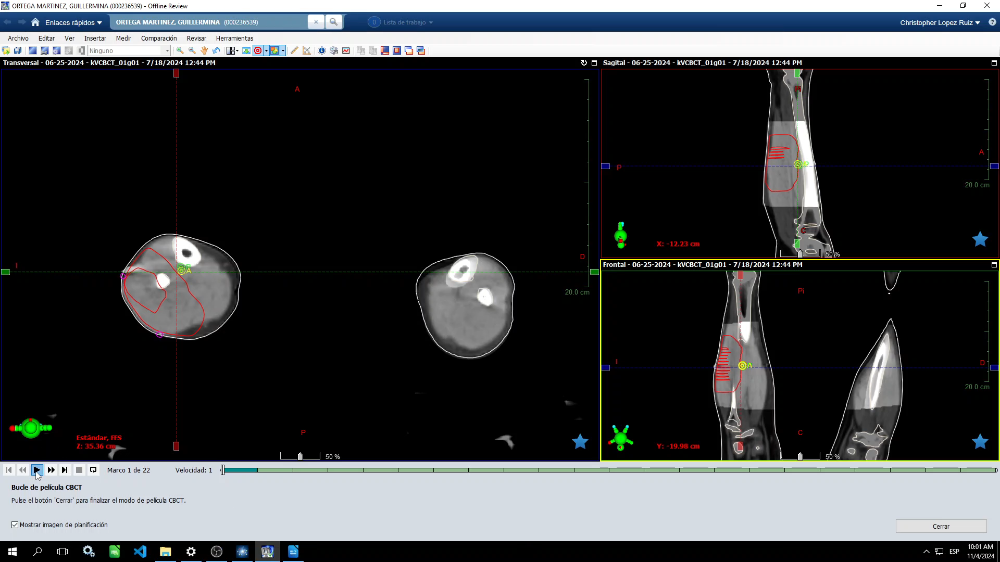 ORTEGA MARTINEZ, GUILLERMINA (000236539) - Offline Review
Enlaces rápidos
ORTEGA MARTINEZ, GUILLERMINA (000236539)
0 Lista de trabajo
Christopher Lopez Ruiz
Archivo Editar Ver Insertar Medir Comparación Revisar Herramientas
Ninguno
Transversal - 06-25-2024 - kVCBCT_01g01 - 7/18/2024 12:44 PM
A
D
I
A
20.0 cm
P
Estándar, FFS
Z: 35.36 cm
50 %
Sagital - 06-25-2024 - kVCBCT_01g01 - 7/18/2024 12:44 PM
Pi
A
P
20.0 cm
C
X: -12.23 cm
50 %
Frontal - 06-25-2024 - kVCBCT_01g01 - 7/18/2024 12:44 PM
Pi
I
D
A
20.0 cm
C
Y: -19.98 cm
50 %
Marco 1 de 22
Velocidad: 1
Bucle de película CBCT
Pulse el botón 'Cerrar' para finalizar el modo de película CBCT.
Mostrar imagen de planificación
Cerrar
ESP
10:01 AM
11/4/2024